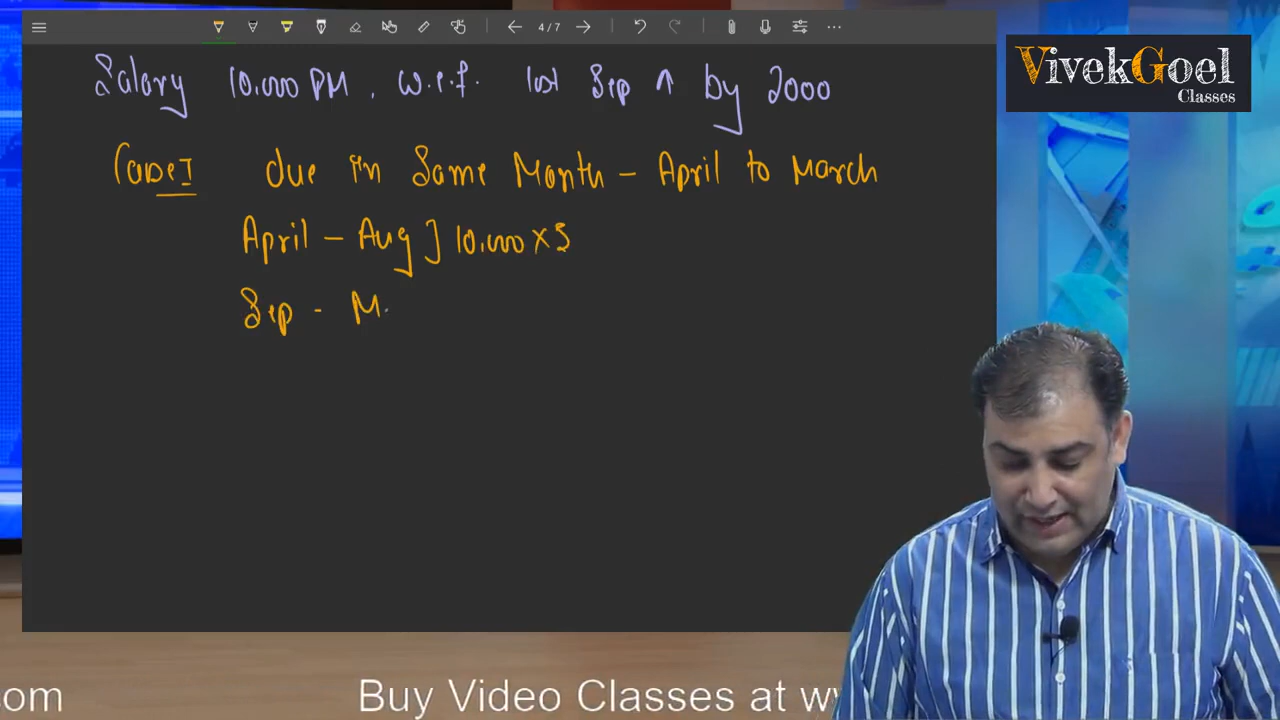 4/7
VivekGoel
Classes
Salary 10,000 PM, w.e.f. 1st Sep ↑ by 2000
Case I due in Same Month - April to March
April - Aug ] 10,000 × 5
Sep - M
.com
Buy Video Classes at w